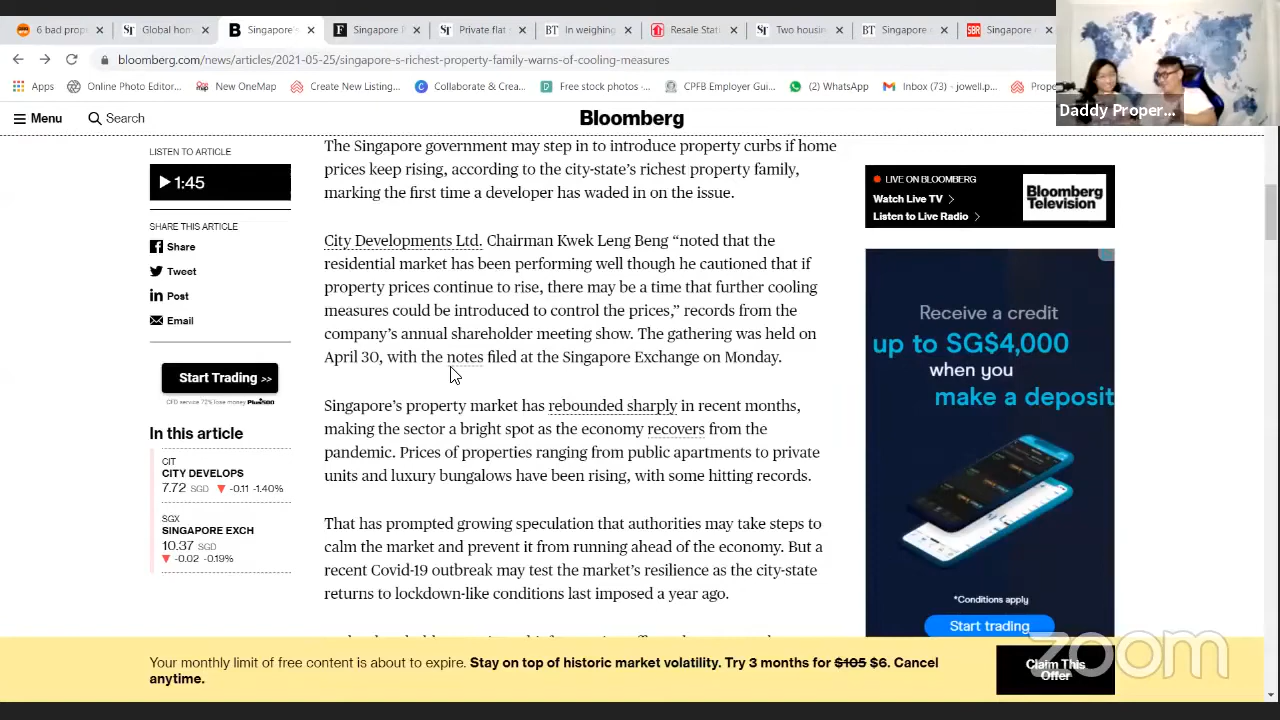 6 bad prop
Global ho
Singapore's
Singapore
Private flat
In weighing
Resale flat
Two housin
Singapore
Singapore
bloomberg.com/news/articles/2021-05-25/singapore-s-richest-property-family-warns-of-cooling-measures
Apps
Online Photo Editor...
New OneMap
Create New Listing...
Collaborate & Crea...
Free stock photos...
CPFB Employer Gui...
(2) WhatsApp
Inbox (73) - jowell.p...
Daddy Proper...
Menu
Search
Bloomberg
LISTEN TO ARTICLE
1:45
SHARE THIS ARTICLE
Share
Tweet
Post
Email
Start Trading >>
CFD service 72% lose money Plus500
In this article
CIT
CITY DEVELOPS
7.72 SGD ▼ -0.11 -1.40%
SGX
SINGAPORE EXCH
10.37 SGD
▼ -0.02 -0.19%
The Singapore government may step in to introduce property curbs if home
prices keep rising, according to the city-state's richest property family,
marking the first time a developer has waded in on the issue.
City Developments Ltd. Chairman Kwek Leng Beng “noted that the
residential market has been performing well though he cautioned that if
property prices continue to rise, there may be a time that further cooling
measures could be introduced to control the prices,” records from the
company's annual shareholder meeting show. The gathering was held on
April 30, with the notes filed at the Singapore Exchange on Monday.
Singapore's property market has rebounded sharply in recent months,
making the sector a bright spot as the economy recovers from the
pandemic. Prices of properties ranging from public apartments to private
units and luxury bungalows have been rising, with some hitting records.
That has prompted growing speculation that authorities may take steps to
calm the market and prevent it from running ahead of the economy. But a
recent Covid-19 outbreak may test the market's resilience as the city-state
returns to lockdown-like conditions last imposed a year ago.
LIVE ON BLOOMBERG
Watch Live TV
Listen to Live Radio
Bloomberg
Television
Receive a credit
up to SG$4,000
when you
make a deposit
*Conditions apply
Start trading
Your monthly limit of free content is about to expire. Stay on top of historic market volatility. Try 3 months for $105 $6. Cancel
anytime.
Claim This
Offer
zoom